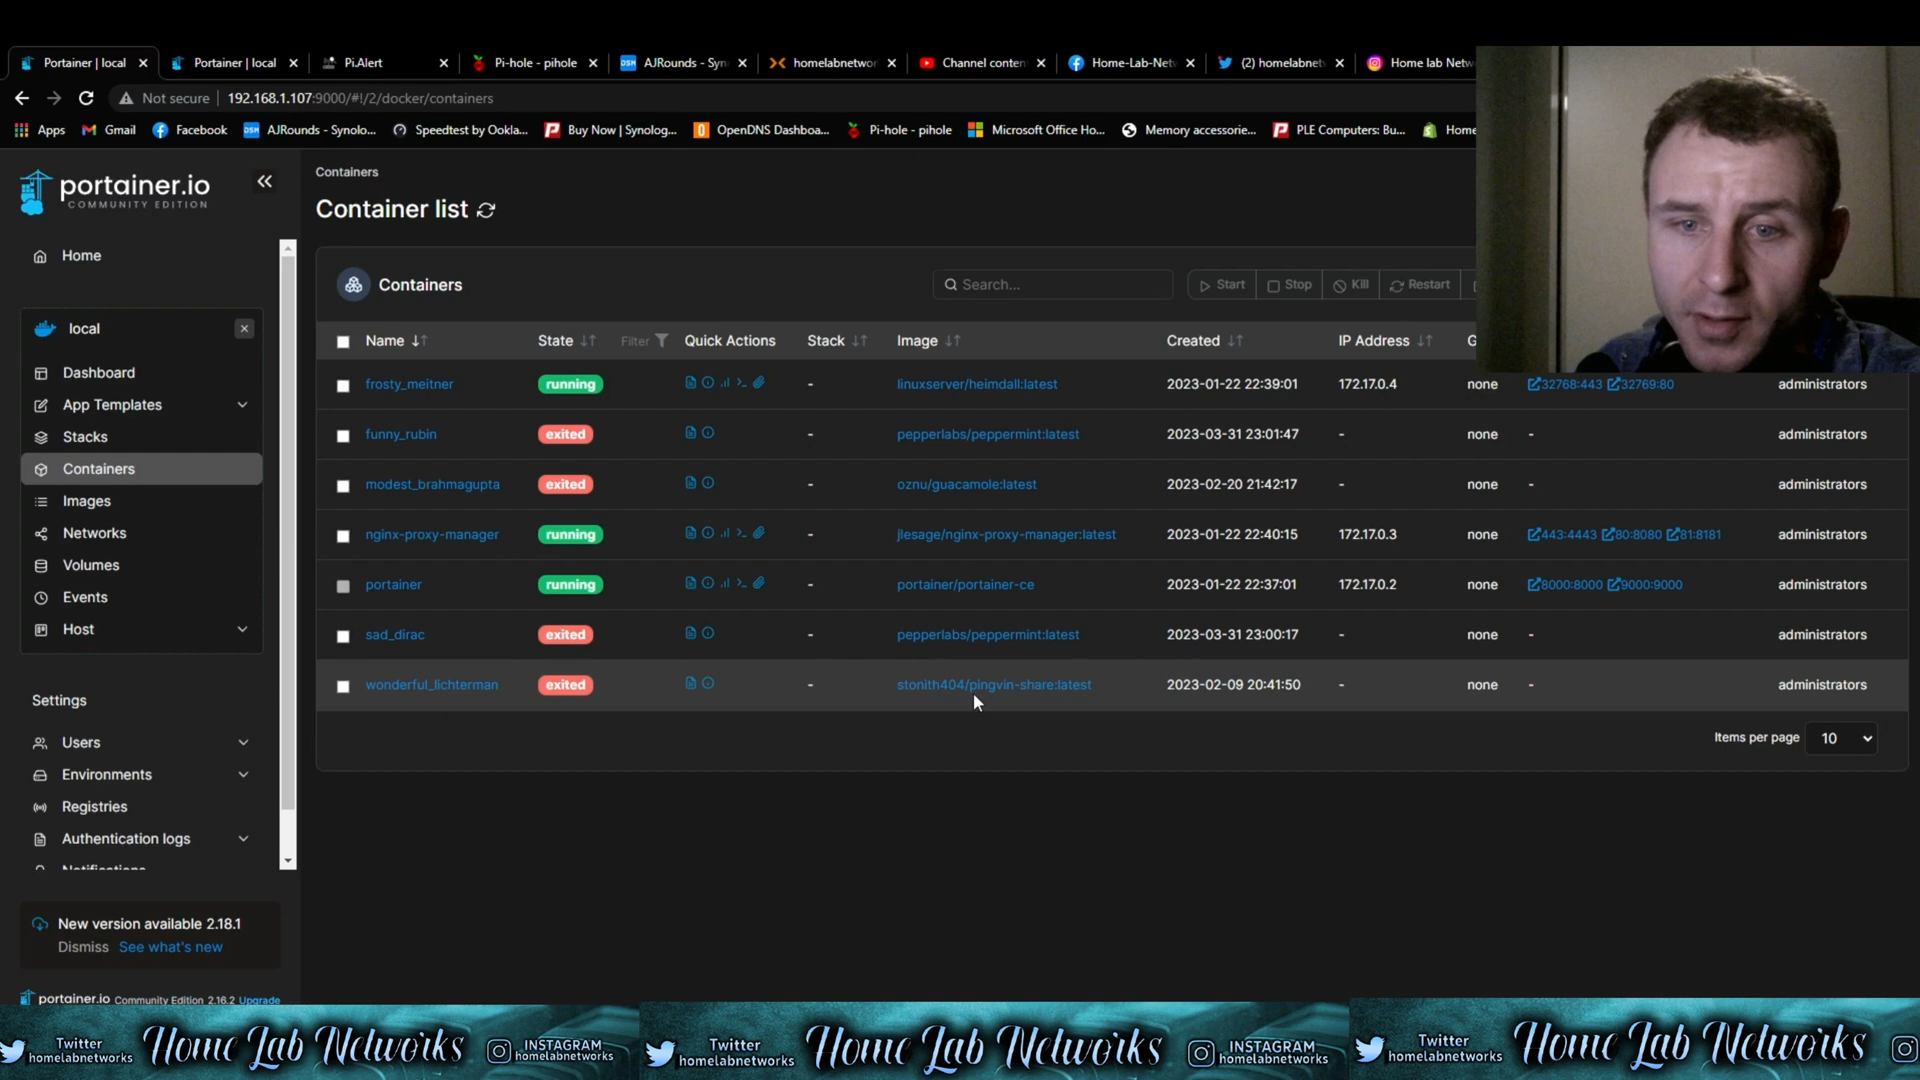 Portainer | local
Portainer | local
Pi.Alert
Pi-hole - pihole
AJRounds - Syn
homelabnetwor
Channel conten
Home-Lab-Net
(2) homelabnet
Home lab Netw
Not secure
192.168.1.107:9000/#!/2/docker/containers
Apps
Gmail
Facebook
AJRounds - Synolo...
Speedtest by Ookla...
Buy Now | Synolog...
OpenDNS Dashboa...
Pi-hole - pihole
Microsoft Office Ho...
Memory accessorie...
PLE Computers: Bu...
Home
portainer.io
COMMUNITY EDITION
Home
local
Dashboard
App Templates
Stacks
Containers
Images
Networks
Volumes
Events
Host
Settings
Users
Environments
Registries
Authentication logs
Notifications
New version available 2.18.1
Dismiss See what's new
portainer.io Community Edition 2.16.2 Upgrade
Containers
Container list
Containers
Search...
Start
Stop
Kill
Restart
Name State Filter Quick Actions Stack Image Created IP Address G
frosty_meitner running - linuxserver/heimdall:latest 2023-01-22 22:39:01 172.17.0.4 none 32768:443 32769:80 administrators
funny_rubin exited - pepperlabs/peppermint:latest 2023-03-31 23:01:47 - none - administrators
modest_brahmagupta exited - oznu/guacamole:latest 2023-02-20 21:42:17 - none - administrators
nginx-proxy-manager running - jlesage/nginx-proxy-manager:latest 2023-01-22 22:40:15 172.17.0.3 none 443:4443 80:8080 81:8181 administrators
portainer running - portainer/portainer-ce 2023-01-22 22:37:01 172.17.0.2 none 8000:8000 9000:9000 administrators
sad_dirac exited - pepperlabs/peppermint:latest 2023-03-31 23:00:17 - none - administrators
wonderful_lichterman exited - stonith404/pingvin-share:latest 2023-02-09 20:41:50 - none - administrators
Items per page 10
Twitter
homelabnetworks
Home Lab Networks
INSTAGRAM
homelabnetworks
Twitter
homelabnetworks
Home Lab Networks
INSTAGRAM
homelabnetworks
Twitter
homelabnetworks
Home Lab Networks